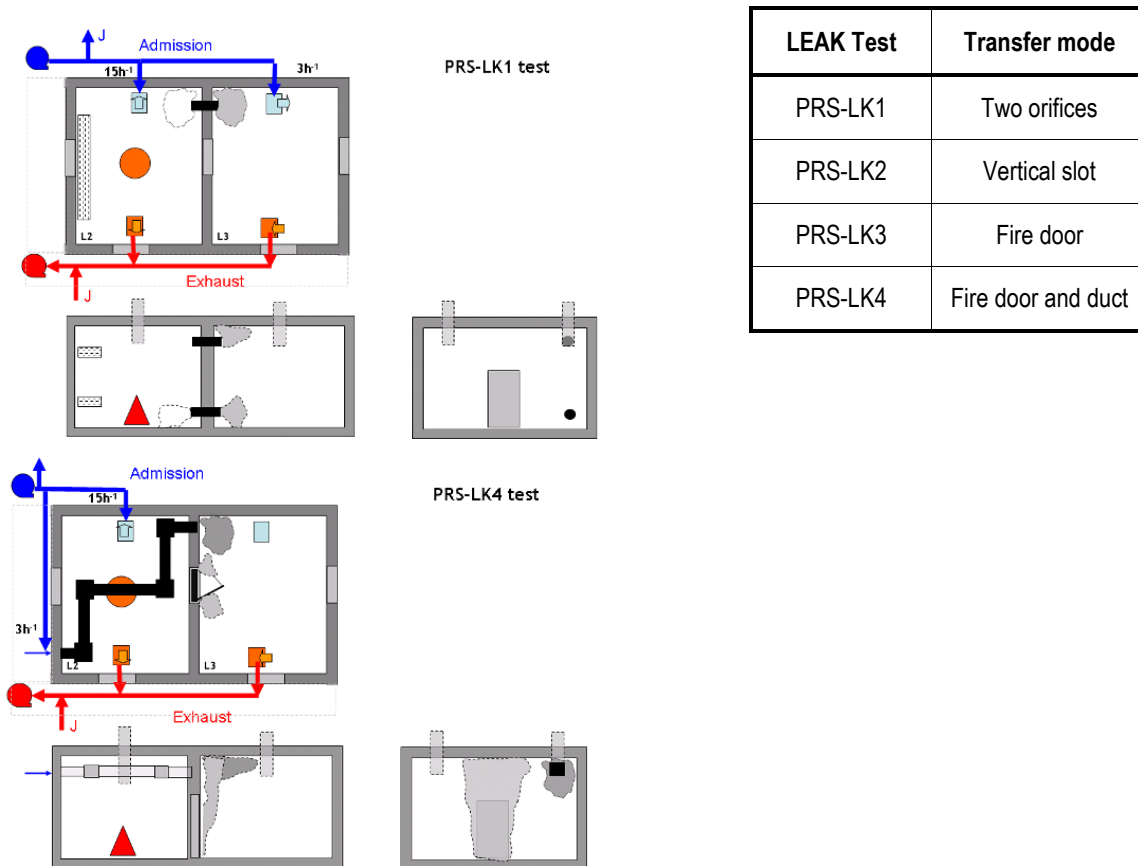 J
Admission
15h-1
3h-1
PRS-LK1 test
L2
L3
Exhaust
J
Admission
15h-1
PRS-LK4 test
3h-1
L2
L3
J
Exhaust
LEAK Test Transfer mode
PRS-LK1 Two orifices
PRS-LK2 Vertical slot
PRS-LK3 Fire door
PRS-LK4 Fire door and duct